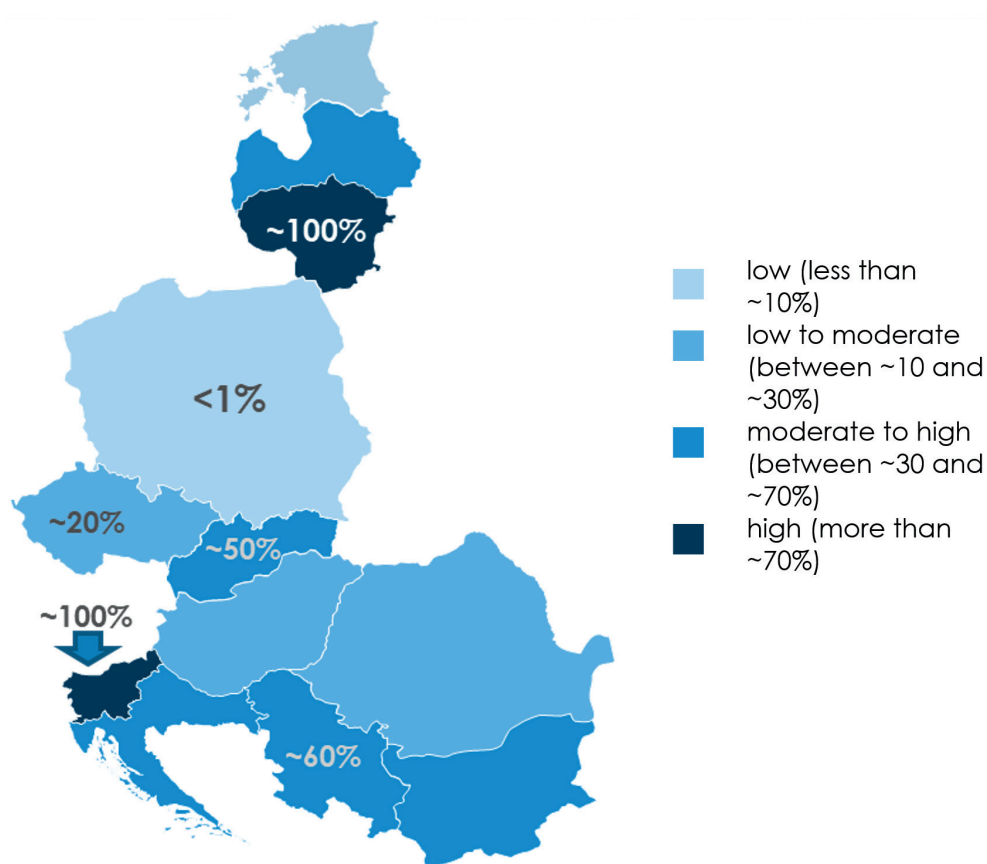 ~100%
<1%
~20%
~50%
~100%
~60%
low (less than
~10%)
low to moderate
(between ~10 and
~30%)
moderate to high
(between ~30 and
~70%)
high (more than
~70%)